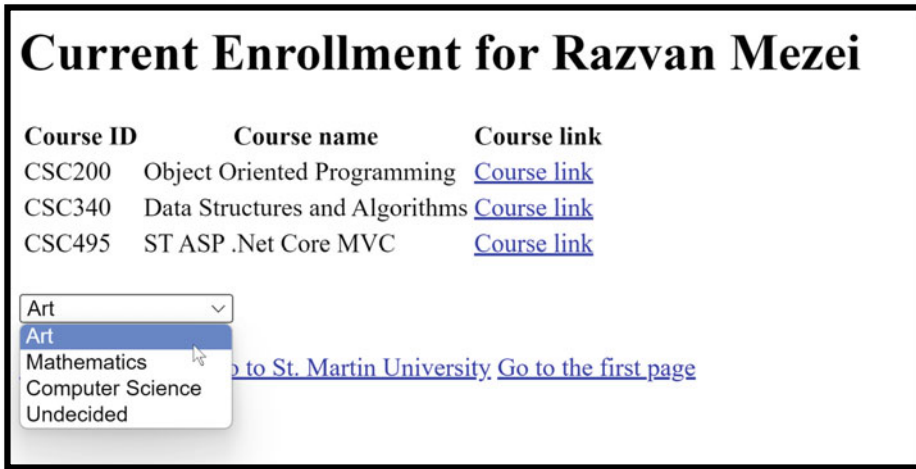 Current Enrollment for Razvan Mezei
Course ID Course name Course link
CSC200 Object Oriented Programming Course link
CSC340 Data Structures and Algorithms Course link
CSC495 ST ASP .Net Core MVC Course link
Art
Art
Mathematics
to St. Martin University Go to the first page
Computer Science
Undecided